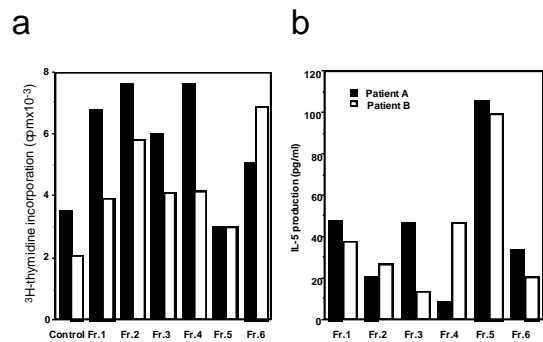 a
b
³H-thymidine incorporation (cpmx10-³)
8
6
4
2
0
Control Fr.1 Fr.2 Fr.3 Fr.4 Fr.5 Fr.6
IL-5 production (pg/ml)
120
100
80
60
40
20
0
Patient A
Patient B
Fr.1 Fr.2 Fr.3 Fr.4 Fr.5 Fr.6